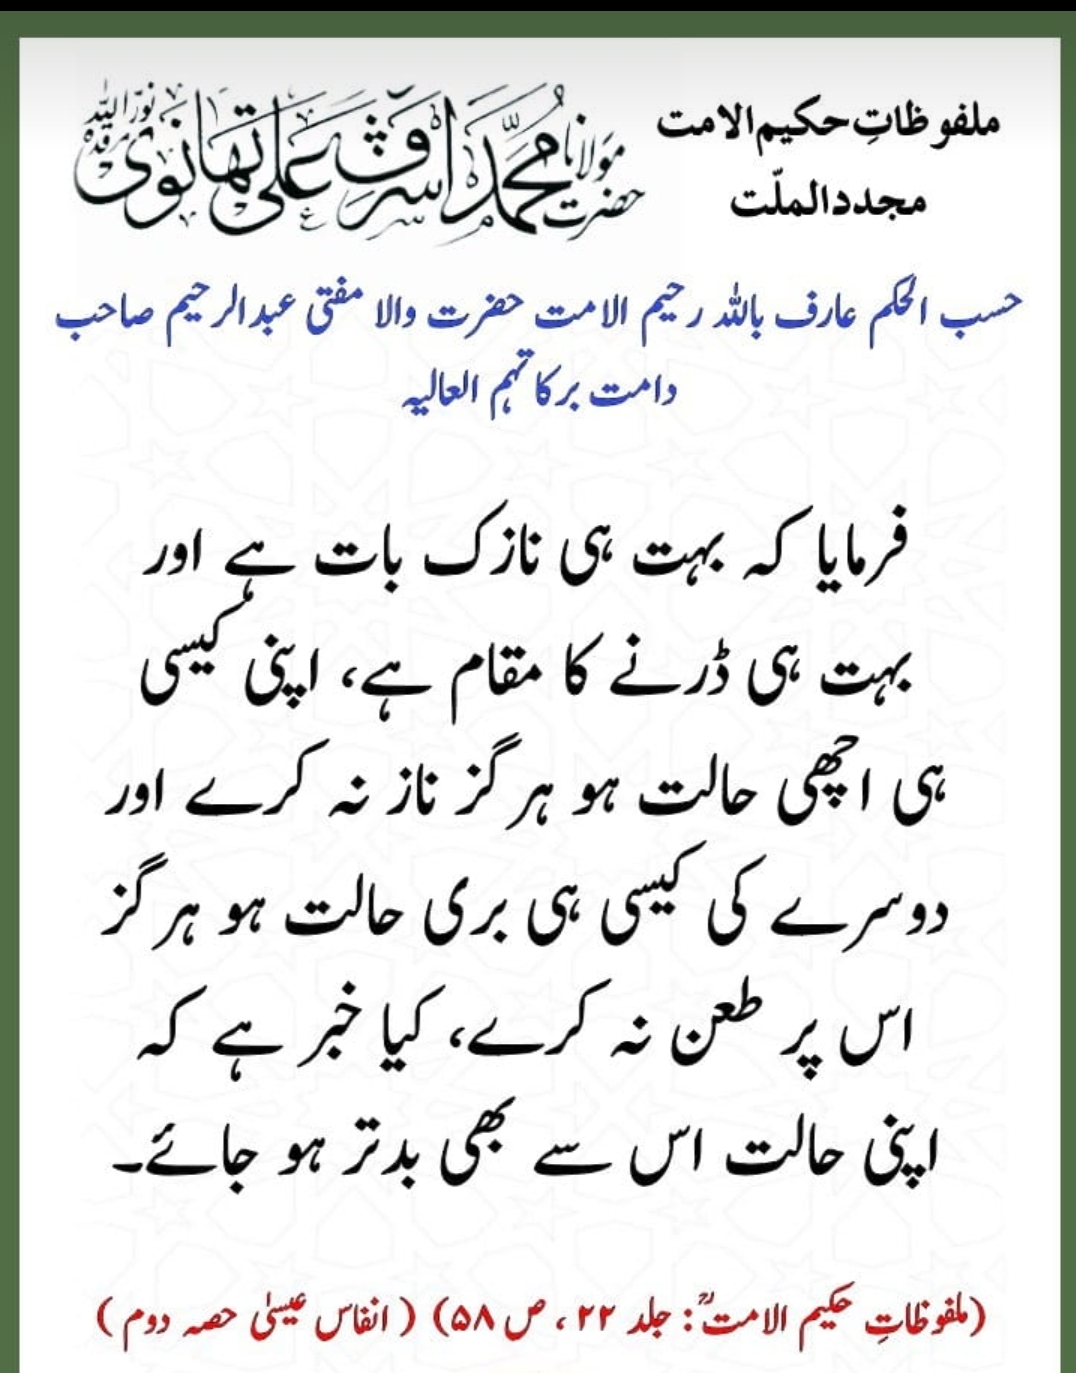 ملفوظاتِ حکیم الامت
مجدد الملّت
حضرت مولانا محمد اشرف علی تھانوی نوّر اللہ مرقدہ
حسب الحکم عارف باللہ رحیم الامت حضرت والا مفتی عبدالرحیم صاحب
دامت برکاتہم العالیہ
فرمایا کہ بہت ہی نازک بات ہے اور
بہت ہی ڈرنے کا مقام ہے، اپنی کیسی
ہی اچھی حالت ہو ہرگز ناز نہ کرے اور
دوسرے کی کیسی ہی بری حالت ہو ہرگز
اس پر طعن نہ کرے، کیا خبر ہے کہ
اپنی حالت اس سے بھی بدتر ہو جائے۔
(ملفوظاتِ حکیم الامتؒ: جلد ۲۲، ص ۵۸) ( انفاس عیسیٰ حصہ دوم )